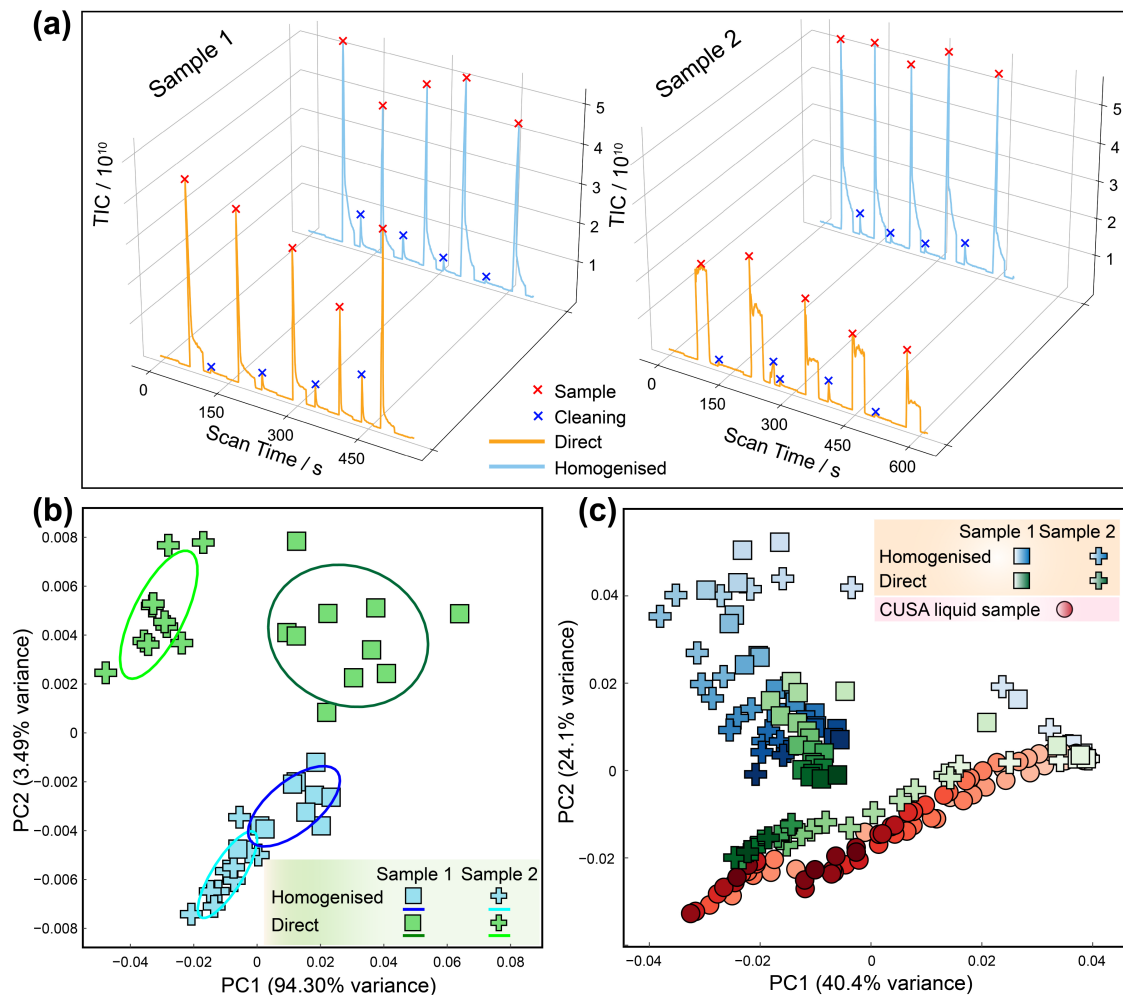 (a)
Sample 1
Sample 2
TIC / 10¹⁰
5
4
3
2
1
0
150
300
450
Scan Time / s
TIC / 10¹⁰
5
4
3
2
1
0
150
300
450
600
Scan Time / s
Sample
Cleaning
Direct
Homogenised
(b)
0.008
0.006
0.004
0.002
0
−0.002
−0.004
−0.006
−0.008
PC2 (3.49% variance)
Sample 1 Sample 2
Homogenised
Direct
−0.04 −0.02 0 0.02 0.04 0.06 0.08
PC1 (94.30% variance)
(c)
Sample 1 Sample 2
Homogenised
Direct
CUSA liquid sample
0.04
0.02
0
−0.02
PC2 (24.1% variance)
−0.04 −0.02 0 0.02 0.04
PC1 (40.4% variance)